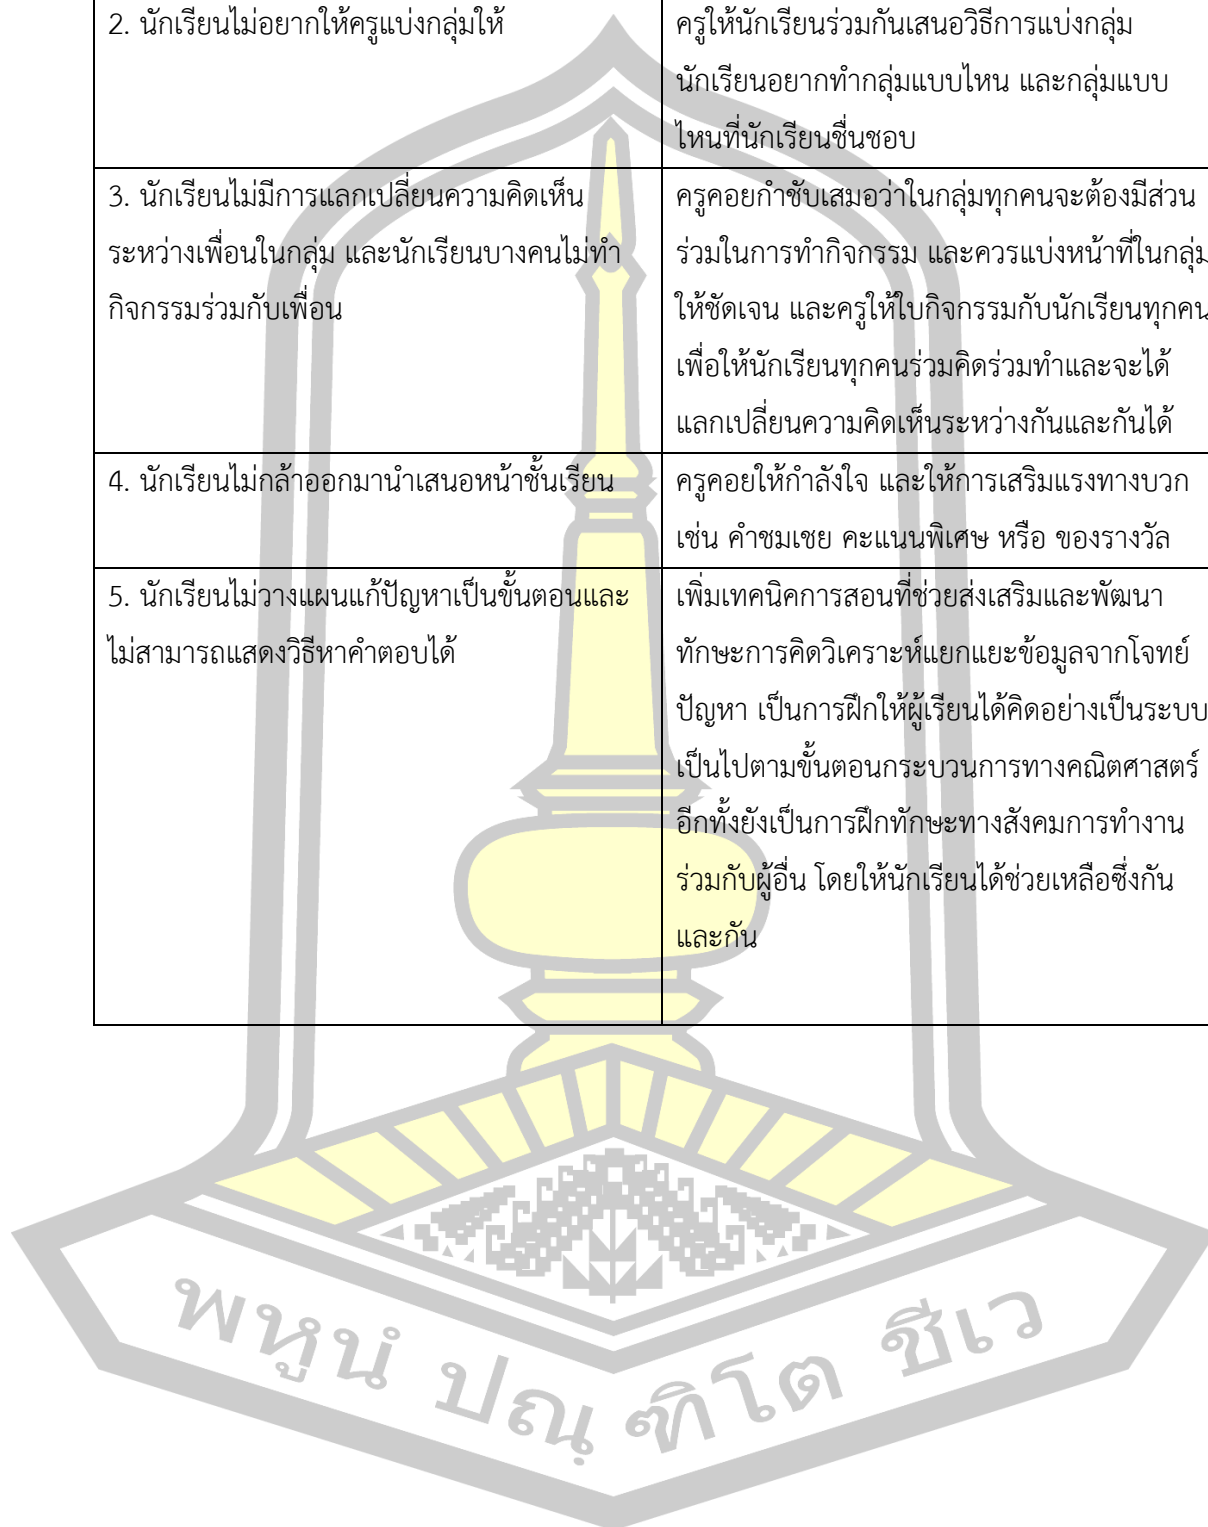 2. นักเรียนไม่อยากให้ครูแบ่งกลุ่มให้
ครูให้นักเรียนร่วมกันเสนอวิธีการแบ่งกลุ่ม
นักเรียนอยากทำกลุ่มแบบไหน และกลุ่มแบบ
ไหนที่นักเรียนชื่นชอบ
3. นักเรียนไม่มีการแลกเปลี่ยนความคิดเห็น
ระหว่างเพื่อนในกลุ่ม และนักเรียนบางคนไม่ทำ
กิจกรรมร่วมกับเพื่อน
ครูคอยกำชับเสมอว่าในกลุ่มทุกคนจะต้องมีส่วน
ร่วมในการทำกิจกรรม และควรแบ่งหน้าที่ในกลุ่ม
ให้ชัดเจน และครูให้ใบกิจกรรมกับนักเรียนทุกคน
เพื่อให้นักเรียนทุกคนร่วมคิดร่วมทำและจะได้
แลกเปลี่ยนความคิดเห็นระหว่างกันและกันได้
4. นักเรียนไม่กล้าออกมานำเสนอหน้าชั้นเรียน
ครูคอยให้กำลังใจ และให้การเสริมแรงทางบวก
เช่น คำชมเชย คะแนนพิเศษ หรือ ของรางวัล
5. นักเรียนไม่วางแผนแก้ปัญหาเป็นขั้นตอนและ
ไม่สามารถแสดงวิธีหาคำตอบได้
เพิ่มเทคนิคการสอนที่ช่วยส่งเสริมและพัฒนา
ทักษะการคิดวิเคราะห์แยกแยะข้อมูลจากโจทย์
ปัญหา เป็นการฝึกให้ผู้เรียนได้คิดอย่างเป็นระบบ
เป็นไปตามขั้นตอนกระบวนการทางคณิตศาสตร์
อีกทั้งยังเป็นการฝึกทักษะทางสังคมการทำงาน
ร่วมกับผู้อื่น โดยให้นักเรียนได้ช่วยเหลือซึ่งกัน
และกัน
พหูนํ ปณฺฑิโต ชีเว